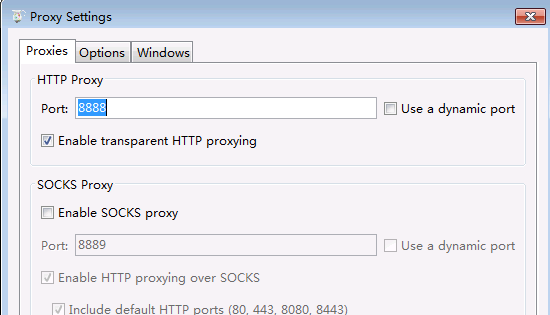 Proxy Settings
Proxies Options Windows
HTTP Proxy
Port: 8888 Use a dynamic port
Enable transparent HTTP proxying
SOCKS Proxy
Enable SOCKS proxy
Port: 8889 Use a dynamic port
Enable HTTP proxying over SOCKS
Include default HTTP ports (80, 443, 8080, 8443)